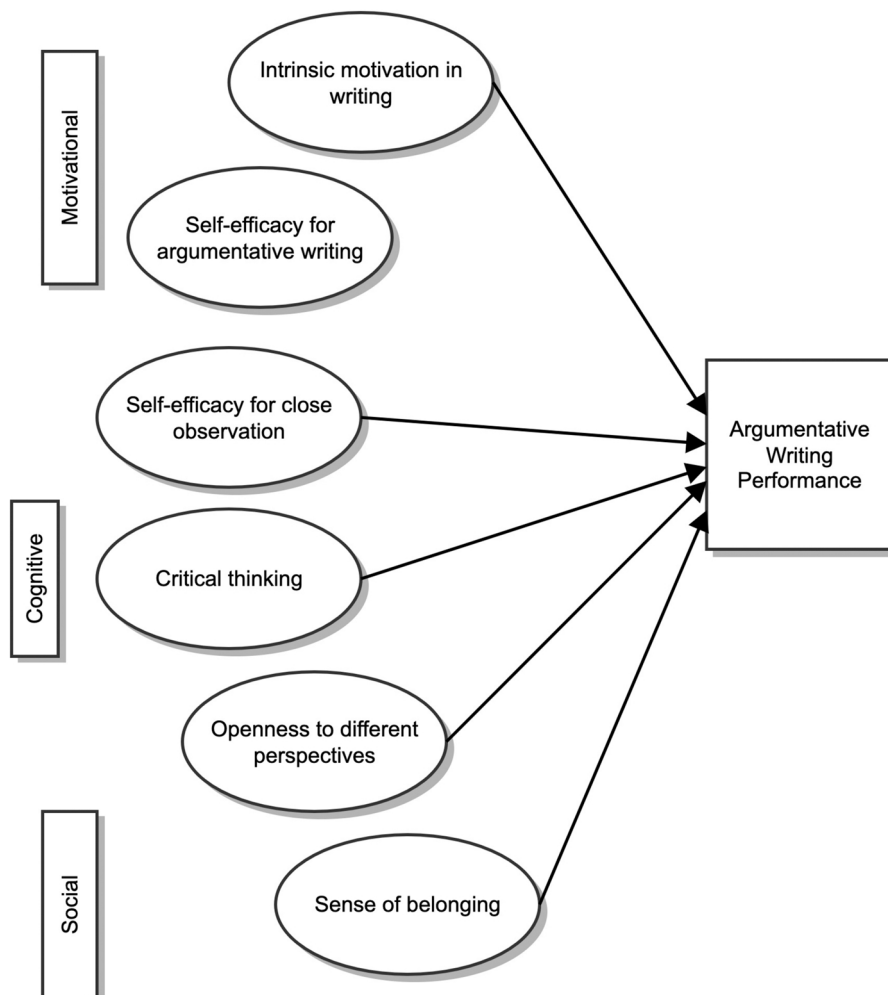 Motivational
Intrinsic motivation in
writing
Self-efficacy for
argumentative writing
Self-efficacy for close
observation
Argumentative
Writing
Performance
Cognitive
Critical thinking
Openness to different
perspectives
Social
Sense of belonging